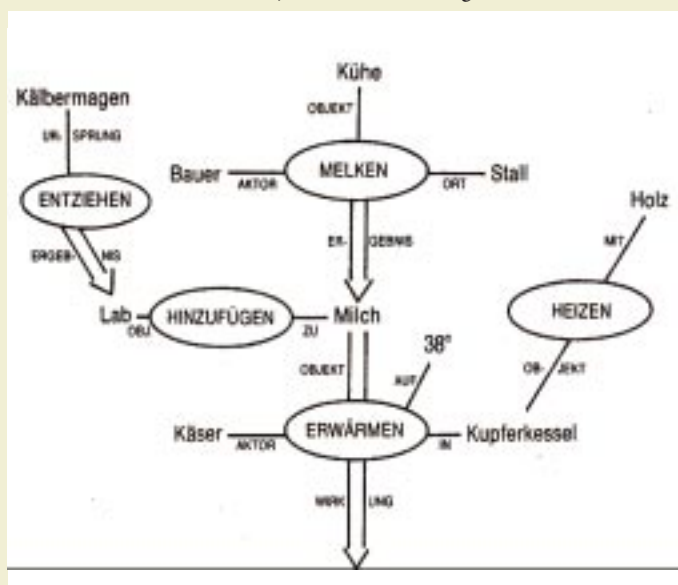 Kühe
Kälbermagen
OBJEKT
UR- SPRUNG
Bauer AKTOR MELKEN ORT Stall
ENTZIEHEN
Holz
ERGEB- NIS
ER- GEBNIS
MIT
Lab OBJ HINZUFÜGEN ZU Milch
HEIZEN
38°
OBJEKT
AUF
OB- JEKT
Käser AKTOR ERWÄRMEN IN Kupferkessel
WIRK UNG